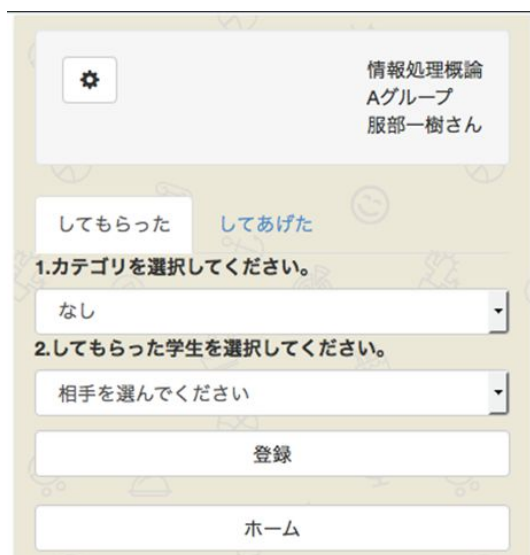 情報処理概論
Aグループ
服部一樹さん
してもらった
してあげた
1.カテゴリを選択してください。
なし
2.してもらった学生を選択してください。
相手を選んでください
登録
ホーム